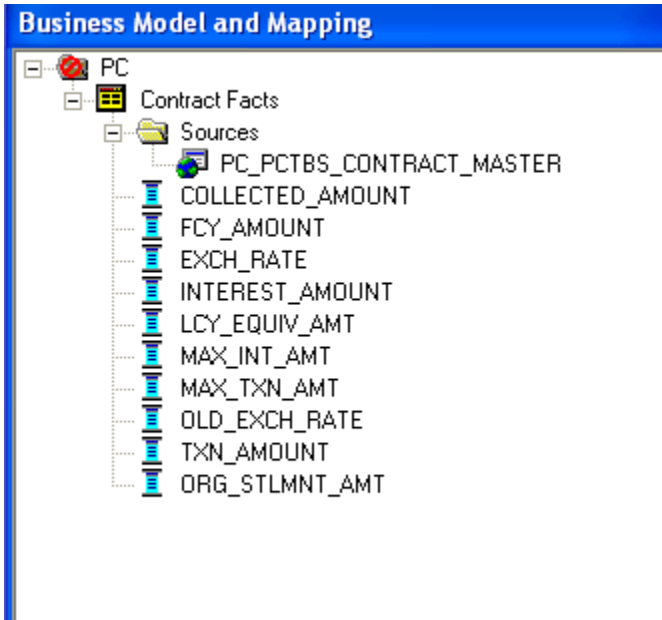 Business Model and Mapping
PC
Contract Facts
Sources
PC_PCTBS_CONTRACT_MASTER
COLLECTED_AMOUNT
FCY_AMOUNT
EXCH_RATE
INTEREST_AMOUNT
LCY_EQUIV_AMT
MAX_INT_AMT
MAX_TXN_AMT
OLD_EXCH_RATE
TXN_AMOUNT
ORG_STLMNT_AMT